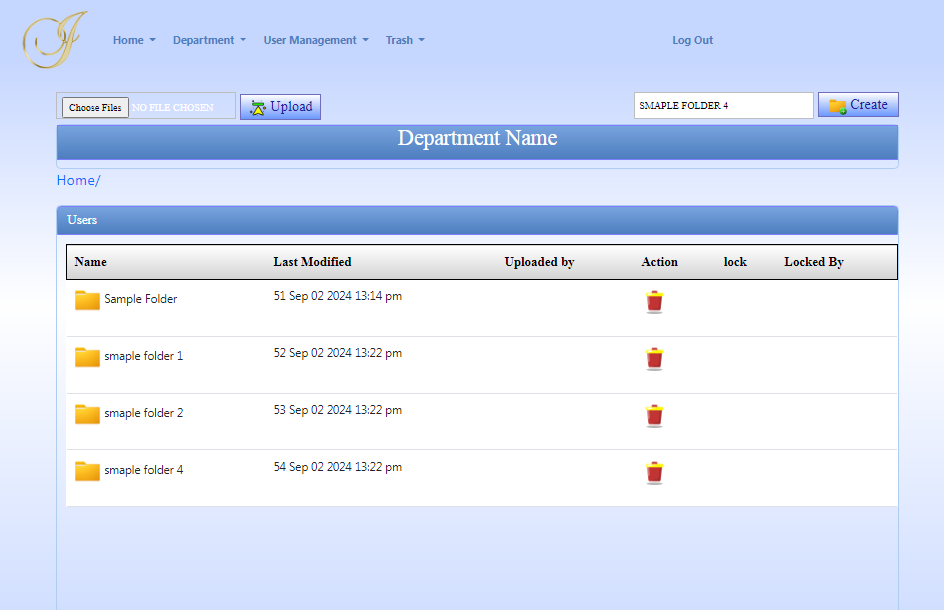 Home Department User Management Trash Log Out
Choose Files NO FILE CHOSEN Upload SMAPLE FOLDER 4 Create
Department Name
Home/
Users
Name Last Modified Uploaded by Action lock Locked By
Sample Folder 51 Sep 02 2024 13:14 pm
smaple folder 1 52 Sep 02 2024 13:22 pm
smaple folder 2 53 Sep 02 2024 13:22 pm
smaple folder 4 54 Sep 02 2024 13:22 pm